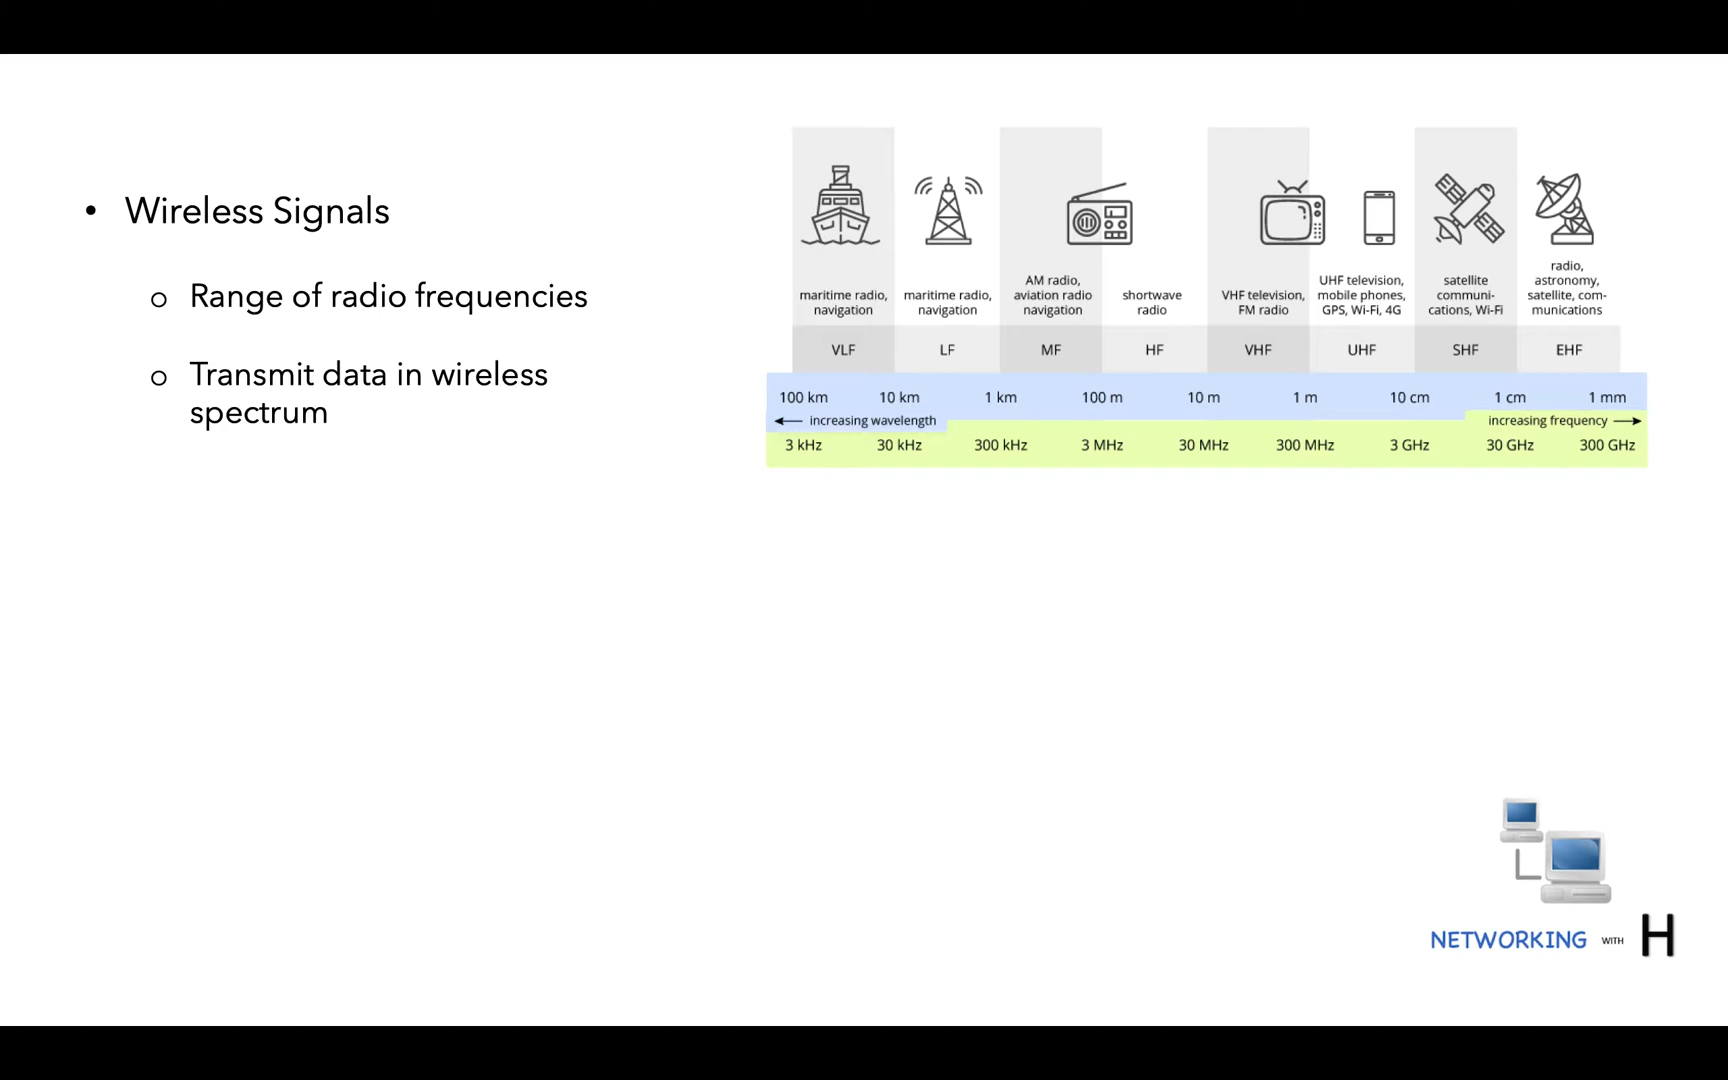 • Wireless Signals
o Range of radio frequencies
o Transmit data in wireless
spectrum
maritime radio,
navigation
maritime radio,
navigation
AM radio,
aviation radio
navigation
shortwave
radio
VHF television,
FM radio
UHF television,
mobile phones,
GPS, Wi-Fi, 4G
satellite
communi-
cations, Wi-Fi
radio,
astronomy,
satellite, com-
munications
VLF LF MF HF VHF UHF SHF EHF
100 km 10 km 1 km 100 m 10 m 1 m 10 cm 1 cm 1 mm
← increasing wavelength increasing frequency →
3 kHz 30 kHz 300 kHz 3 MHz 30 MHz 300 MHz 3 GHz 30 GHz 300 GHz
NETWORKING WITH H